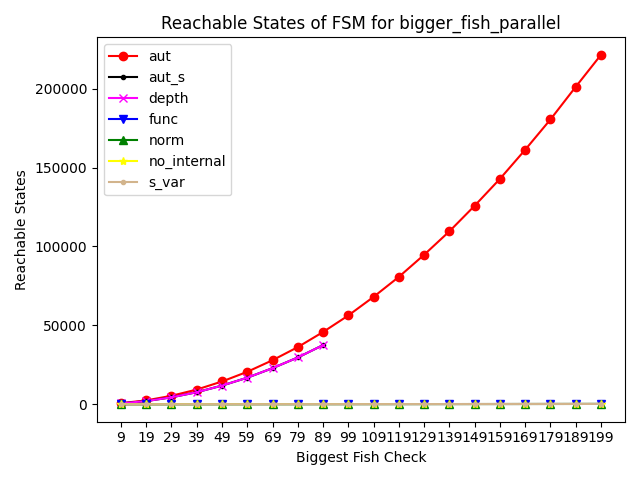 Reachable States of FSM for bigger_fish_parallel
aut
aut_s
depth
func
norm
no_internal
s_var
Reachable States
200000
150000
100000
50000
0
9 19 29 39 49 59 69 79 89 99 109 119 129 139 149 159 169 179 189 199
Biggest Fish Check